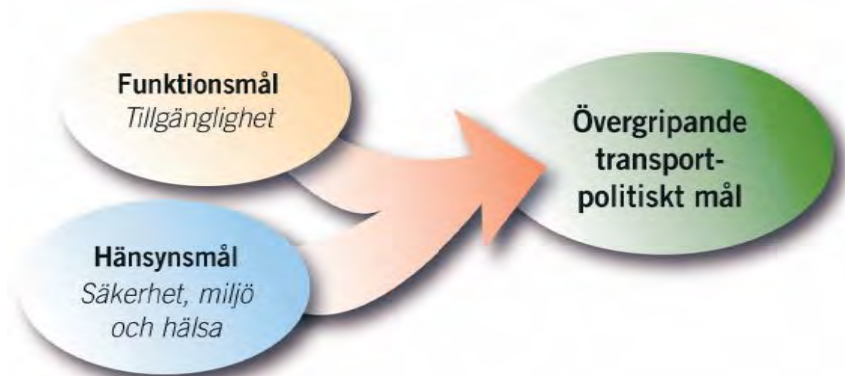 Funktionsmål
Tillgänglighet
Hänsynsmål
Säkerhet, miljö
och hälsa
Övergripande
transport-
politiskt mål